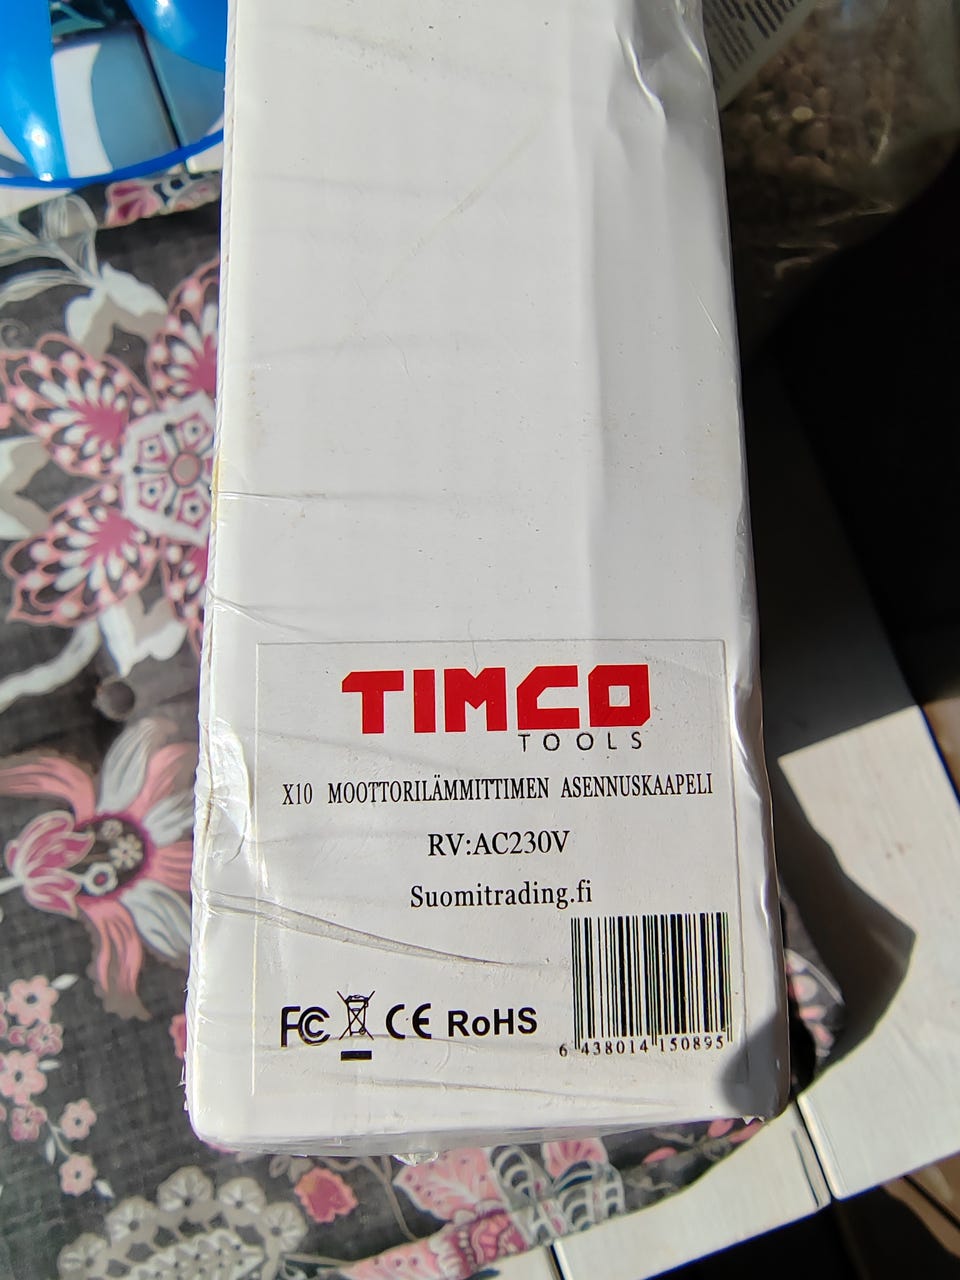 TIMCO
TOOLS
X10 MOOTTORILÄMMITTIMEN ASENNUSKAAPELI
RV:AC230V
Suomitrading.fi
FC CE RoHS
6 438014 150895